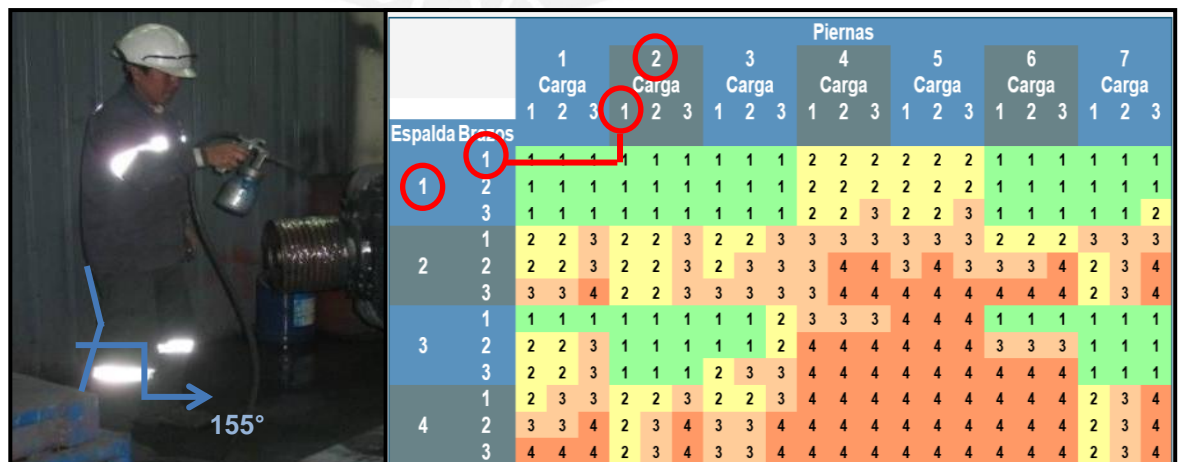 Piernas
1 2 3 4 5 6 7
Carga Carga Carga Carga Carga Carga Carga
1 2 3 1 2 3 1 2 3 1 2 3 1 2 3 1 2 3 1 2 3
Espalda Brazos
1 1 1 1 1 1 1 1 1 1 2 2 2 2 2 2 1 1 1 1 1 1
1 2 1 1 1 1 1 1 1 1 1 2 2 2 2 2 2 1 1 1 1 1 1
3 1 1 1 1 1 1 1 1 1 2 2 3 2 2 3 1 1 1 1 1 2
1 2 2 3 2 2 3 2 2 3 3 3 3 3 3 3 2 2 2 3 3 3
2 2 2 2 3 2 2 3 2 3 3 3 4 4 3 4 3 3 3 4 2 3 4
3 3 3 4 2 2 3 3 3 3 3 4 4 4 4 4 4 4 4 2 3 4
1 1 1 1 1 1 1 1 1 2 3 3 3 4 4 4 1 1 1 1 1 1
3 2 2 2 3 1 1 1 1 1 2 4 4 4 4 4 4 3 3 3 1 1 1
3 2 2 3 1 1 1 2 3 3 4 4 4 4 4 4 4 4 4 1 1 1
1 2 3 3 2 2 3 2 2 3 4 4 4 4 4 4 4 4 4 2 3 4
4 2 3 3 4 2 3 4 3 3 4 4 4 4 4 4 4 4 4 4 2 3 4
3 4 4 4 2 3 4 3 3 4 4 4 4 4 4 4 4 4 4 2 3 4
155°